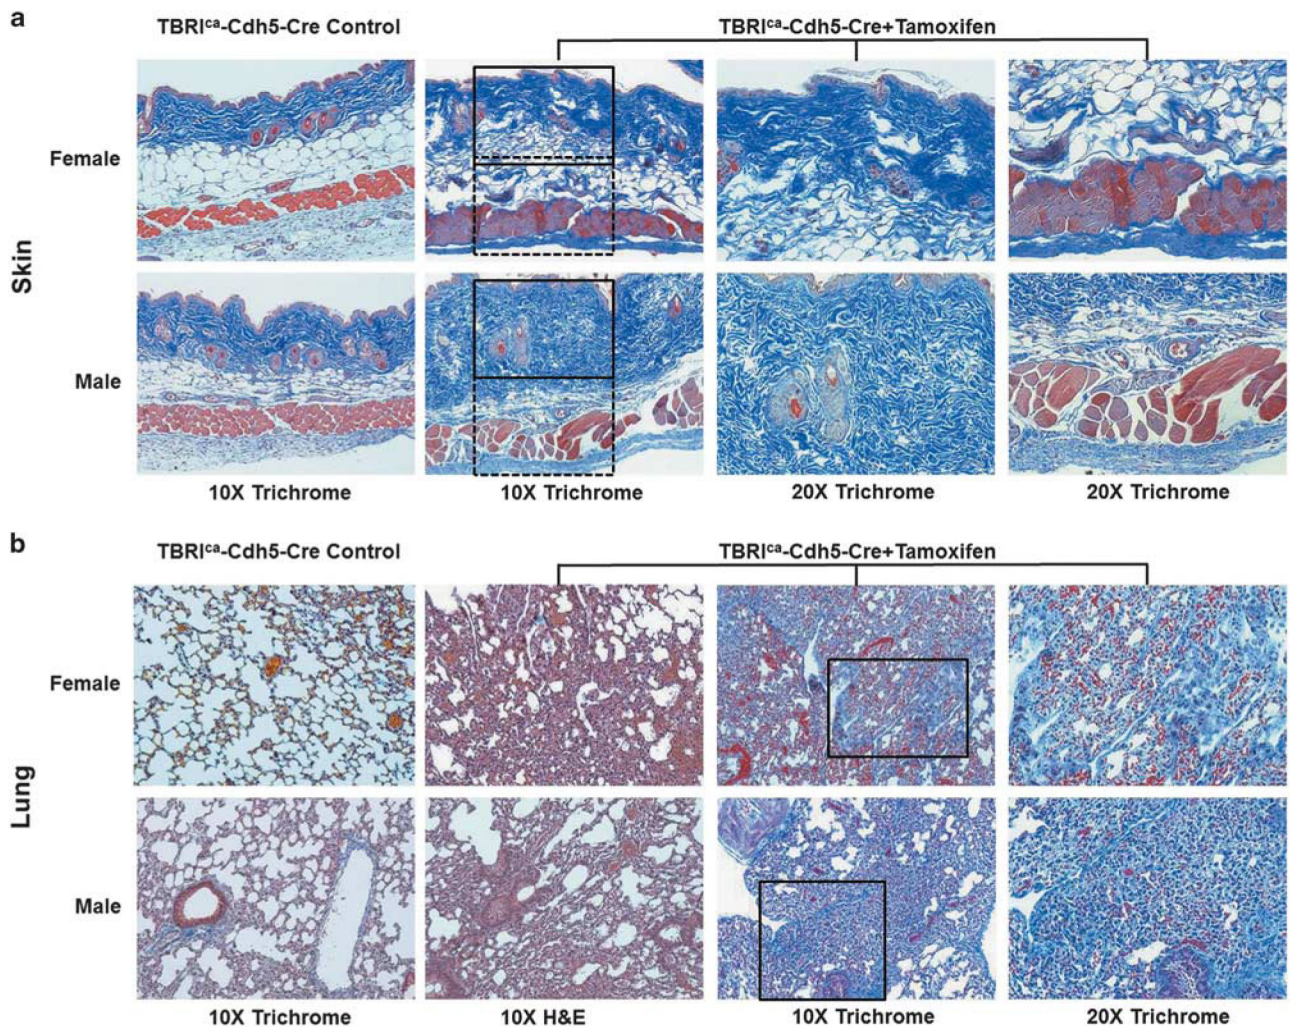 a
TBRIᶜᵃ-Cdh5-Cre Control
TBRIᶜᵃ-Cdh5-Cre+Tamoxifen
Skin
Female
Male
10X Trichrome
10X Trichrome
20X Trichrome
20X Trichrome
b
TBRIᶜᵃ-Cdh5-Cre Control
TBRIᶜᵃ-Cdh5-Cre+Tamoxifen
Lung
Female
Male
10X Trichrome
10X H&E
10X Trichrome
20X Trichrome